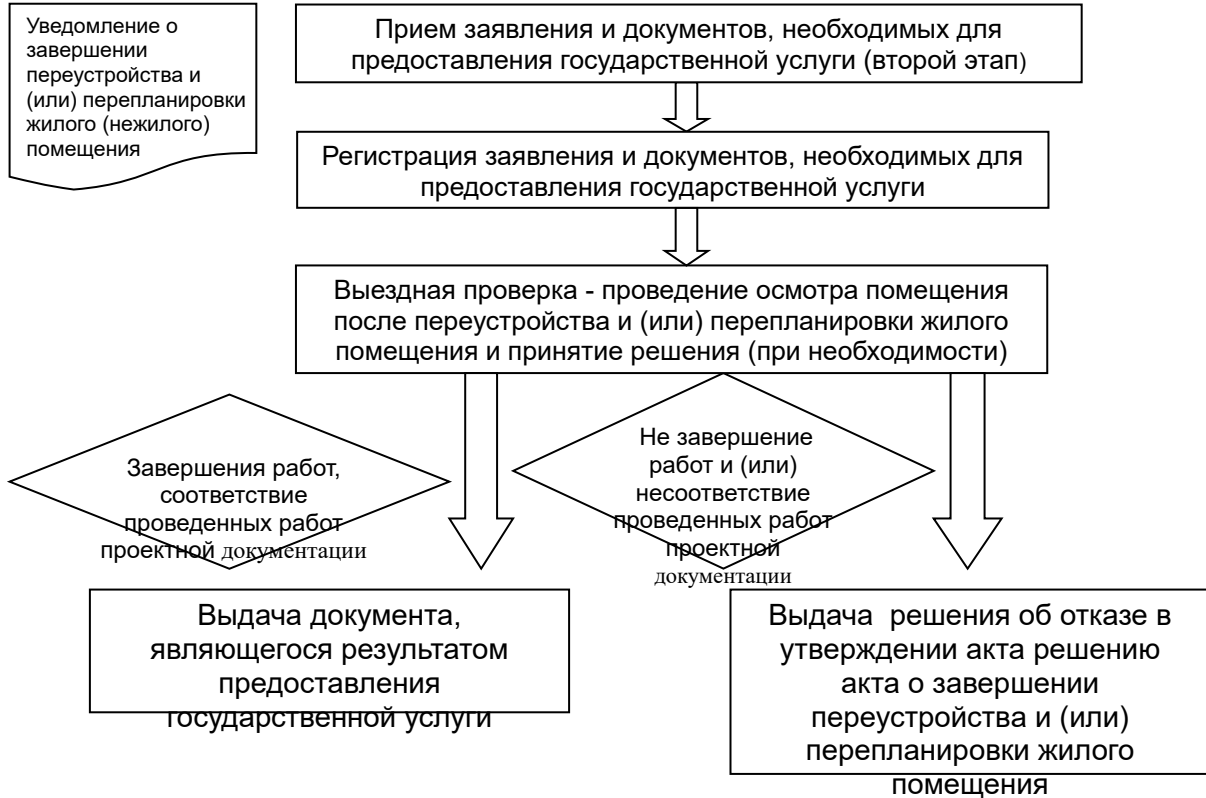 Уведомление о
завершении
переустройства и
(или) перепланировки
жилого (нежилого)
помещения
Прием заявления и документов, необходимых для
предоставления государственной услуги (второй этап)
Регистрация заявления и документов, необходимых для
предоставления государственной услуги
Выездная проверка - проведение осмотра помещения
после переустройства и (или) перепланировки жилого
помещения и принятие решения (при необходимости)
Завершения работ,
соответствие
проведенных работ
проектной документации
Не завершение
работ и (или)
несоответствие
проведенных работ
проектной
документации
Выдача документа,
являющегося результатом
предоставления
государственной услуги
Выдача решения об отказе в
утверждении акта решению
акта о завершении
переустройства и (или)
перепланировки жилого
помещения